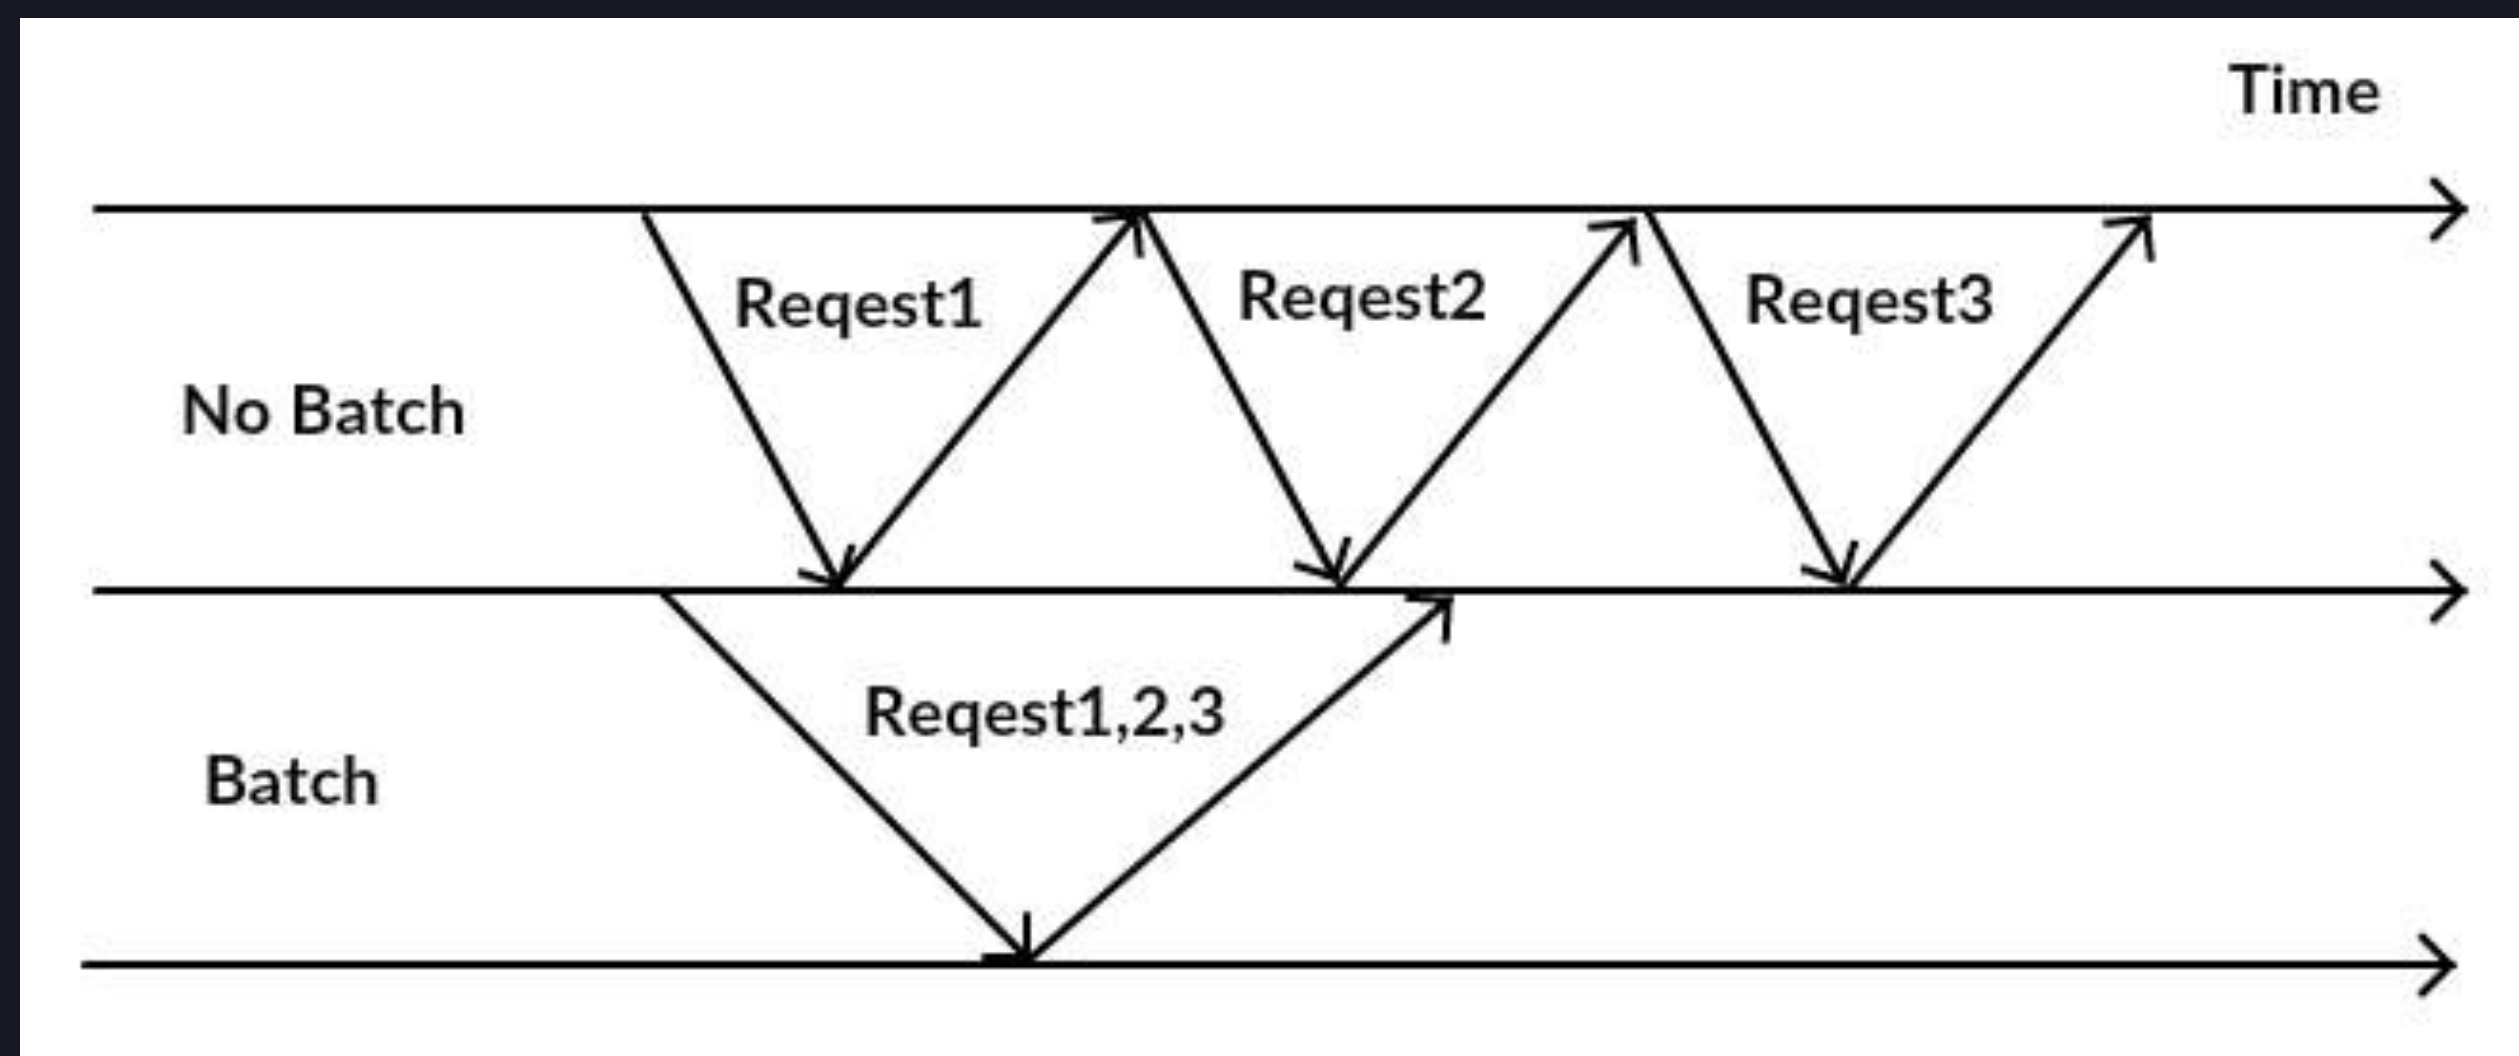 Time
Reqest1
Reqest2
Reqest3
No Batch
Reqest1,2,3
Batch